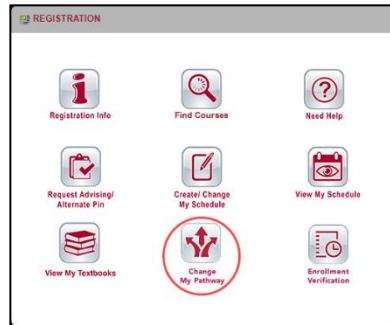 REGISTRATION
Registration Info
Find Courses
Need Help
Request Advising/
Alternate Pin
Create/ Change
My Schedule
View My Schedule
View My Textbooks
Change
My Pathway
Enrollment
Verification